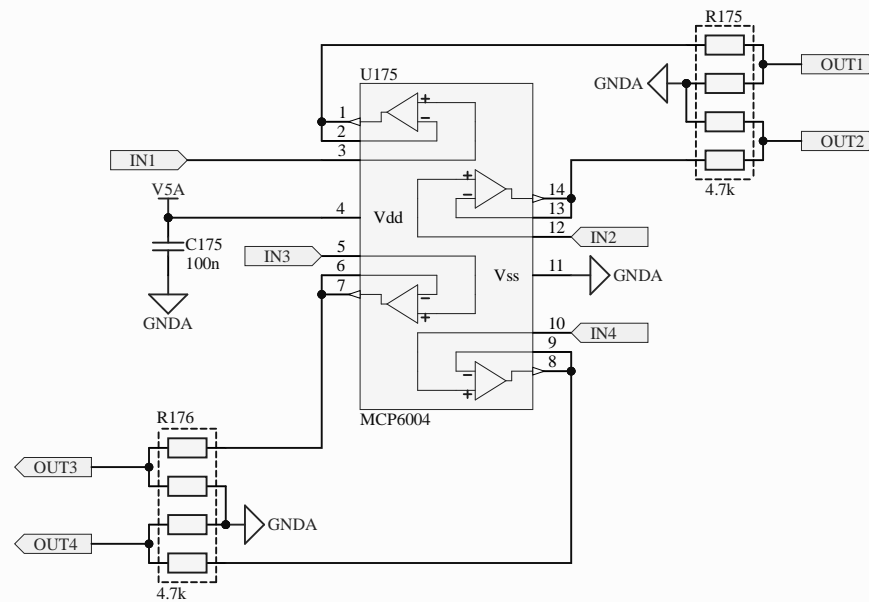 R175
OUT1
GNDA
OUT2
4.7k
U175
1
2
3
IN1
14
13
12
IN2
V5A
4
Vdd
C175
100n
GNDA
IN3
5
6
7
Vss
11
GNDA
10
9
8
IN4
MCP6004
R176
OUT3
GNDA
OUT4
4.7k